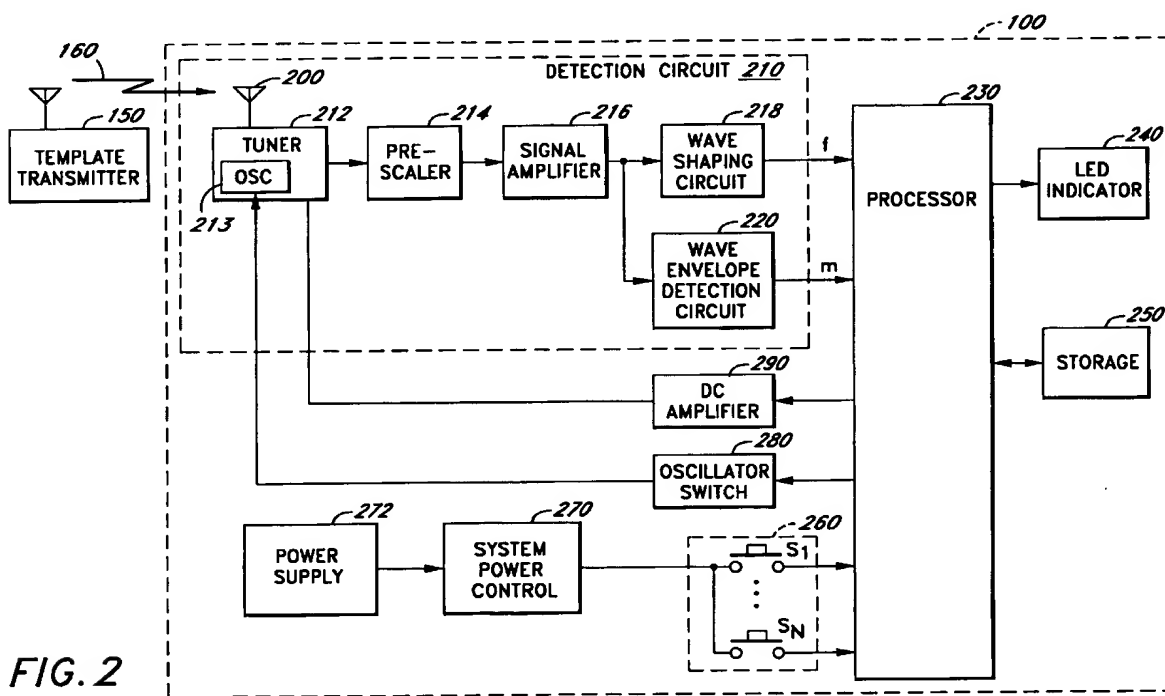 100
160
200
DETECTION CIRCUIT 210
150
TEMPLATE
TRANSMITTER
212
TUNER
OSC
213
214
PRE-
SCALER
216
SIGNAL
AMPLIFIER
218
WAVE
SHAPING
CIRCUIT
f
220
WAVE
ENVELOPE
DETECTION
CIRCUIT
m
230
PROCESSOR
240
LED
INDICATOR
250
STORAGE
290
DC
AMPLIFIER
280
OSCILLATOR
SWITCH
272
POWER
SUPPLY
270
SYSTEM
POWER
CONTROL
260
S1
SN
FIG. 2